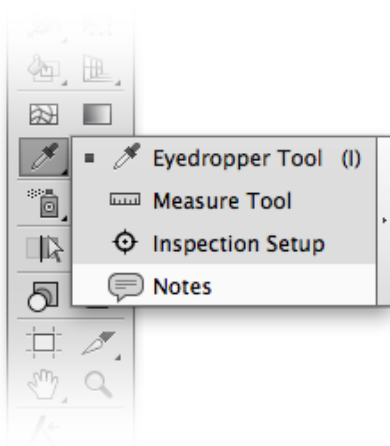 Eyedropper Tool (I)
Measure Tool
Inspection Setup
Notes